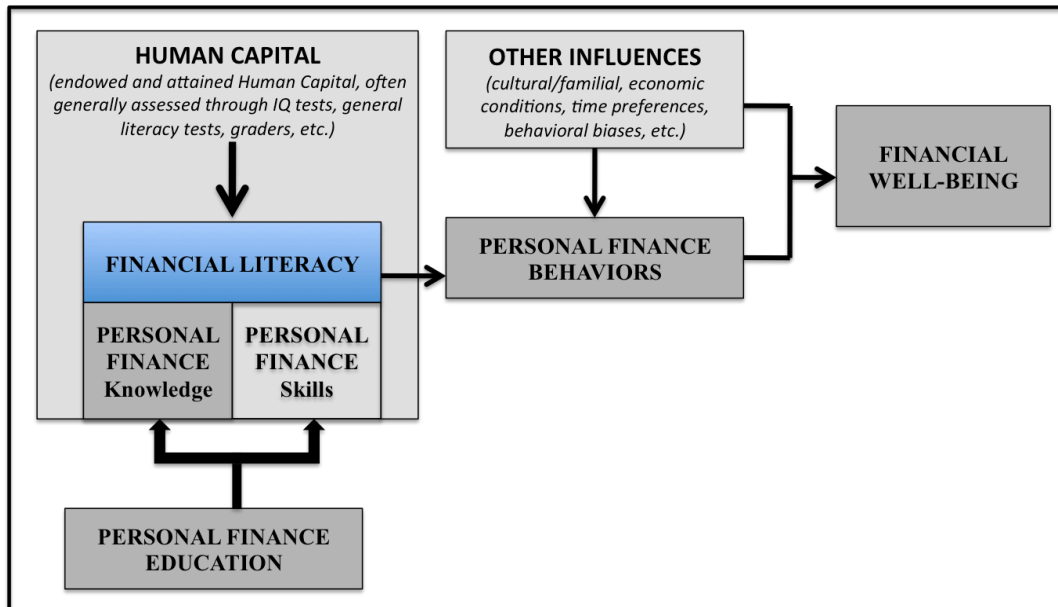 HUMAN CAPITAL
(endowed and attained Human Capital, often
generally assessed through IQ tests, general
literacy tests, graders, etc.)
FINANCIAL LITERACY
PERSONAL
FINANCE
Knowledge
PERSONAL
FINANCE
Skills
PERSONAL FINANCE
EDUCATION
OTHER INFLUENCES
(cultural/familial, economic
conditions, time preferences,
behavioral biases, etc.)
PERSONAL FINANCE
BEHAVIORS
FINANCIAL
WELL-BEING